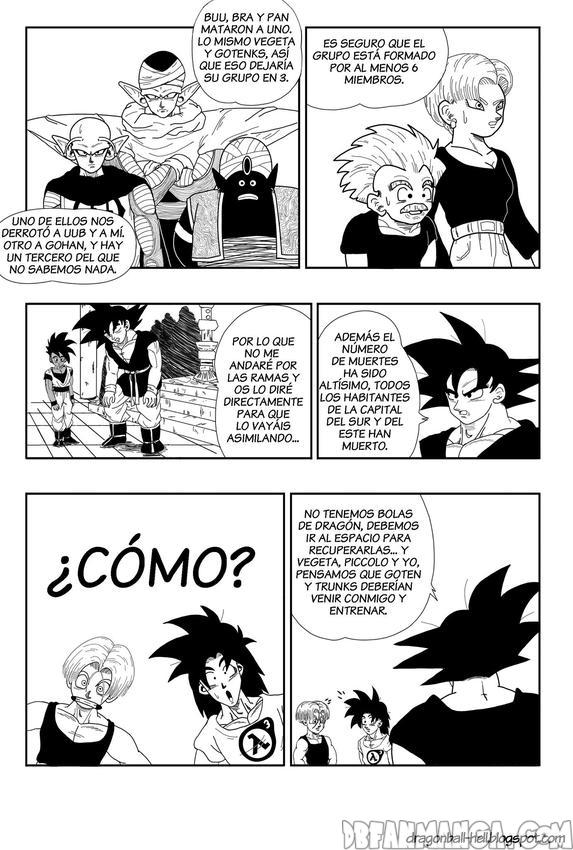 BUU, BRA Y PAN
MATARON A UNO.
LO MISMO VEGETA
Y GOTENKS, ASÍ
QUE ESO DEJARÍA
SU GRUPO EN 3.
UNO DE ELLOS NOS
DERROTÓ A UUB Y A MÍ.
OTRO A GOHAN, Y HAY
UN TERCERO DEL QUE
NO SABEMOS NADA.
ES SEGURO QUE EL
GRUPO ESTÁ FORMADO
POR AL MENOS 6
MIEMBROS.
POR LO QUE
NO ME
ANDARÉ POR
LAS RAMAS Y
OS LO DIRÉ
DIRECTAMENTE
PARA QUE
LO VAYÁIS
ASIMILANDO...
ADEMÁS EL
NÚMERO
DE MUERTES
HA SIDO
ALTÍSIMO, TODOS
LOS HABITANTES
DE LA CAPITAL
DEL SUR Y DEL
ESTE HAN
MUERTO.
¿CÓMO?
λ3
NO TENEMOS BOLAS
DE DRAGÓN, DEBEMOS
IR AL ESPACIO PARA
RECUPERARLAS... Y
VEGETA, PICCOLO Y YO,
PENSAMOS QUE GOTEN
Y TRUNKS DEBERÍAN
VENIR CONMIGO Y
ENTRENAR.
dragonball-hell.blogspot.com
DBFANMANGA.COM